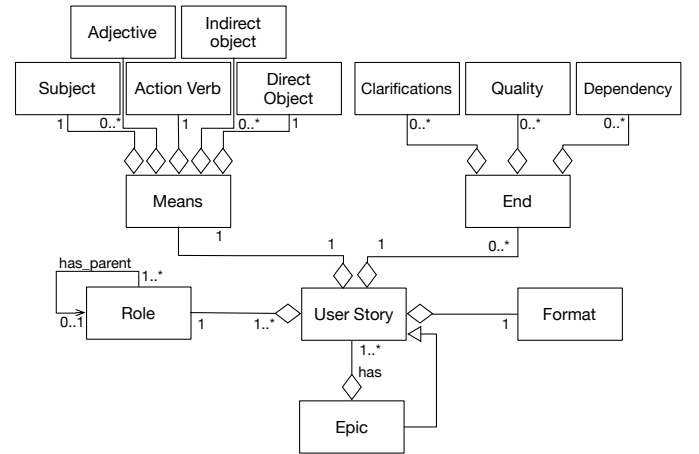 Adjective
Indirect
object
Subject
Action Verb
Direct
Object
Clarifications
Quality
Dependency
1
0..*
1
0..*
1
0..*
0..*
0..*
Means
End
1
1
1
0..*
has_parent
1..*
0..1
Role
1
1..*
User Story
1
Format
1..*
has
Epic